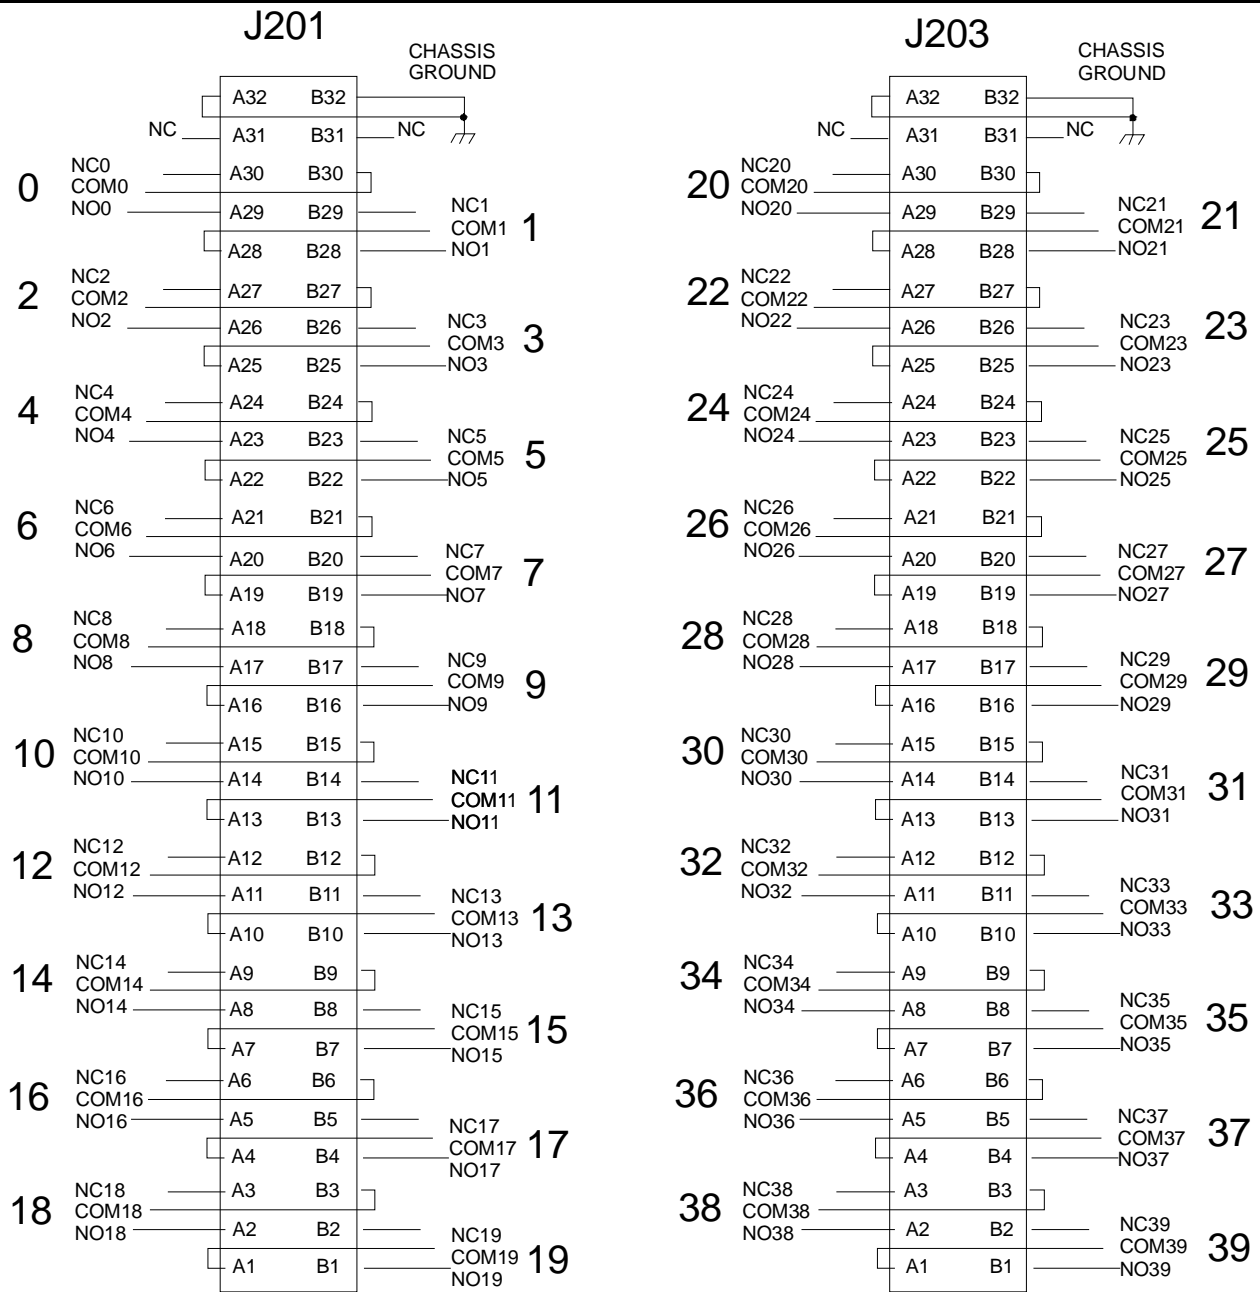 J201
CHASSIS
GROUND
A32 B32
NC A31 B31 NC
0 NC0 A30 B30
COM0
NO0 A29 B29 NC1
COM1 1
A28 B28 NO1
2 NC2 A27 B27
COM2
NO2 A26 B26 NC3
COM3 3
A25 B25 NO3
4 NC4 A24 B24
COM4
NO4 A23 B23 NC5
COM5 5
A22 B22 NO5
6 NC6 A21 B21
COM6
NO6 A20 B20 NC7
COM7 7
A19 B19 NO7
8 NC8 A18 B18
COM8
NO8 A17 B17 NC9
COM9 9
A16 B16 NO9
10 NC10 A15 B15
COM10
NO10 A14 B14 NC11
COM11 11
A13 B13 NO11
12 NC12 A12 B12
COM12
NO12 A11 B11 NC13
COM13 13
A10 B10 NO13
14 NC14 A9 B9
COM14
NO14 A8 B8 NC15
COM15 15
A7 B7 NO15
16 NC16 A6 B6
COM16
NO16 A5 B5 NC17
COM17 17
A4 B4 NO17
18 NC18 A3 B3
COM18
NO18 A2 B2 NC19
COM19 19
A1 B1 NO19
J203
CHASSIS
GROUND
A32 B32
NC A31 B31 NC
20 NC20 A30 B30
COM20
NO20 A29 B29 NC21
COM21 21
A28 B28 NO21
22 NC22 A27 B27
COM22
NO22 A26 B26 NC23
COM23 23
A25 B25 NO23
24 NC24 A24 B24
COM24
NO24 A23 B23 NC25
COM25 25
A22 B22 NO25
26 NC26 A21 B21
COM26
NO26 A20 B20 NC27
COM27 27
A19 B19 NO27
28 NC28 A18 B18
COM28
NO28 A17 B17 NC29
COM29 29
A16 B16 NO29
30 NC30 A15 B15
COM30
NO30 A14 B14 NC31
COM31 31
A13 B13 NO31
32 NC32 A12 B12
COM32
NO32 A11 B11 NC33
COM33 33
A10 B10 NO33
34 NC34 A9 B9
COM34
NO34 A8 B8 NC35
COM35 35
A7 B7 NO35
36 NC36 A6 B6
COM36
NO36 A5 B5 NC37
COM37 37
A4 B4 NO37
38 NC38 A3 B3
COM38
NO38 A2 B2 NC39
COM39 39
A1 B1 NO39